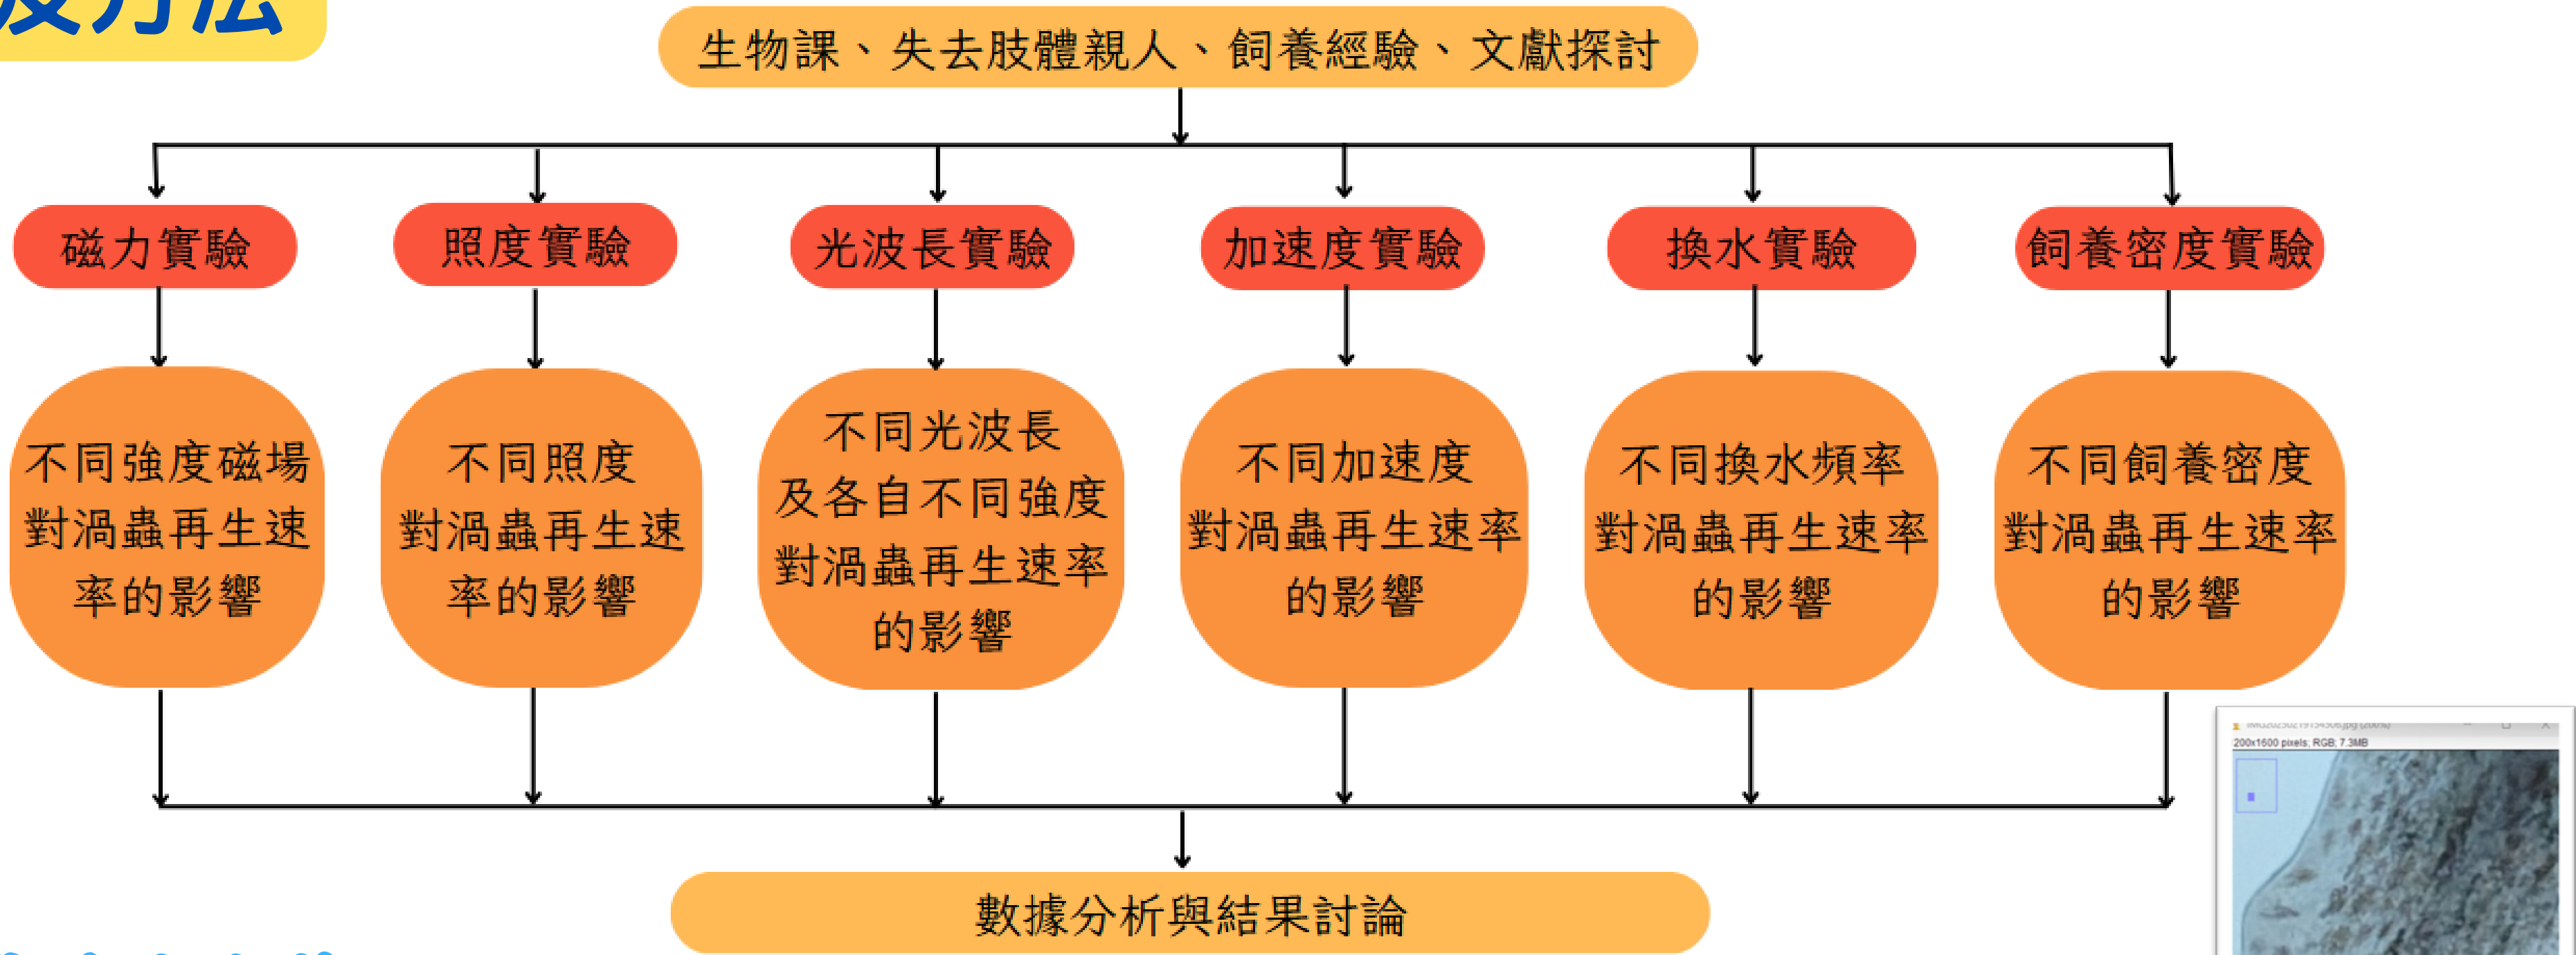 及方法
生物課、失去肢體親人、飼養經驗、文獻探討
磁力實驗
照度實驗
光波長實驗
加速度實驗
換水實驗
飼養密度實驗
不同強度磁場
對渦蟲再生速
率的影響
不同照度
對渦蟲再生速
率的影響
不同光波長
及各自不同強度
對渦蟲再生速率
的影響
不同加速度
對渦蟲再生速率
的影響
不同換水頻率
對渦蟲再生速率
的影響
不同飼養密度
對渦蟲再生速率
的影響
200x1600 pixels; RGB; 7.3MB
數據分析與結果討論